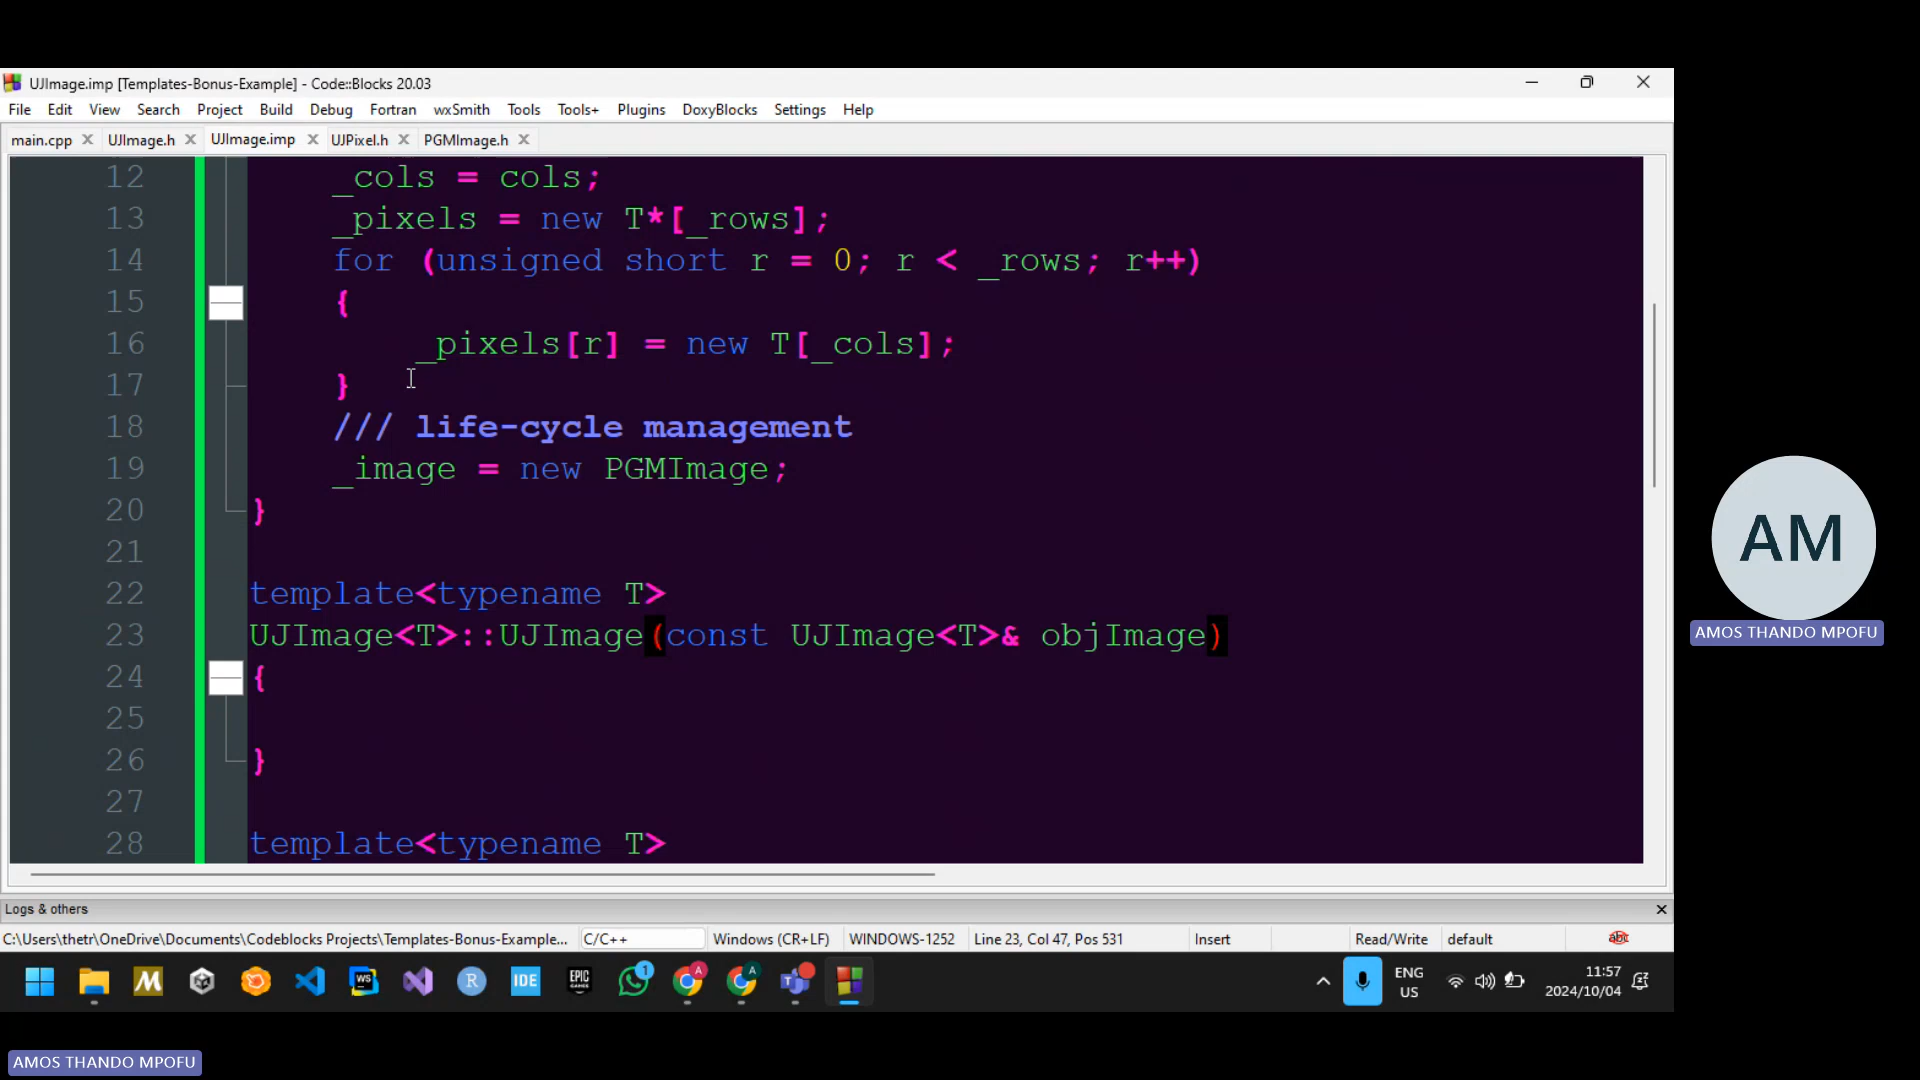 UJImage.imp [Templates-Bonus-Example] - Code::Blocks 20.03
File Edit View Search Project Build Debug Fortran wxSmith Tools Tools+ Plugins DoxyBlocks Settings Help
main.cpp UJImage.h UJImage.imp UJPixel.h PGMImage.h
12 _cols = cols;
13 _pixels = new T*[_rows];
14 for (unsigned short r = 0; r < _rows; r++)
15 {
16 _pixels[r] = new T[_cols];
17 }
18 /// life-cycle management
19 _image = new PGMImage;
20 }
21
22 template<typename T>
23 UJImage<T>::UJImage(const UJImage<T>& objImage)
24 {
25
26 }
27
28 template<typename T>
AM
AMOS THANDO MPOFU
Logs & others
C:\Users\thetr\OneDrive\Documents\Codeblocks Projects\Templates-Bonus-Example... C/C++ Windows (CR+LF) WINDOWS-1252 Line 23, Col 47, Pos 531 Insert Read/Write default abc
M WS R IDE EPIC GAMES 1 A A ENG US 11:57 2024/10/04
AMOS THANDO MPOFU